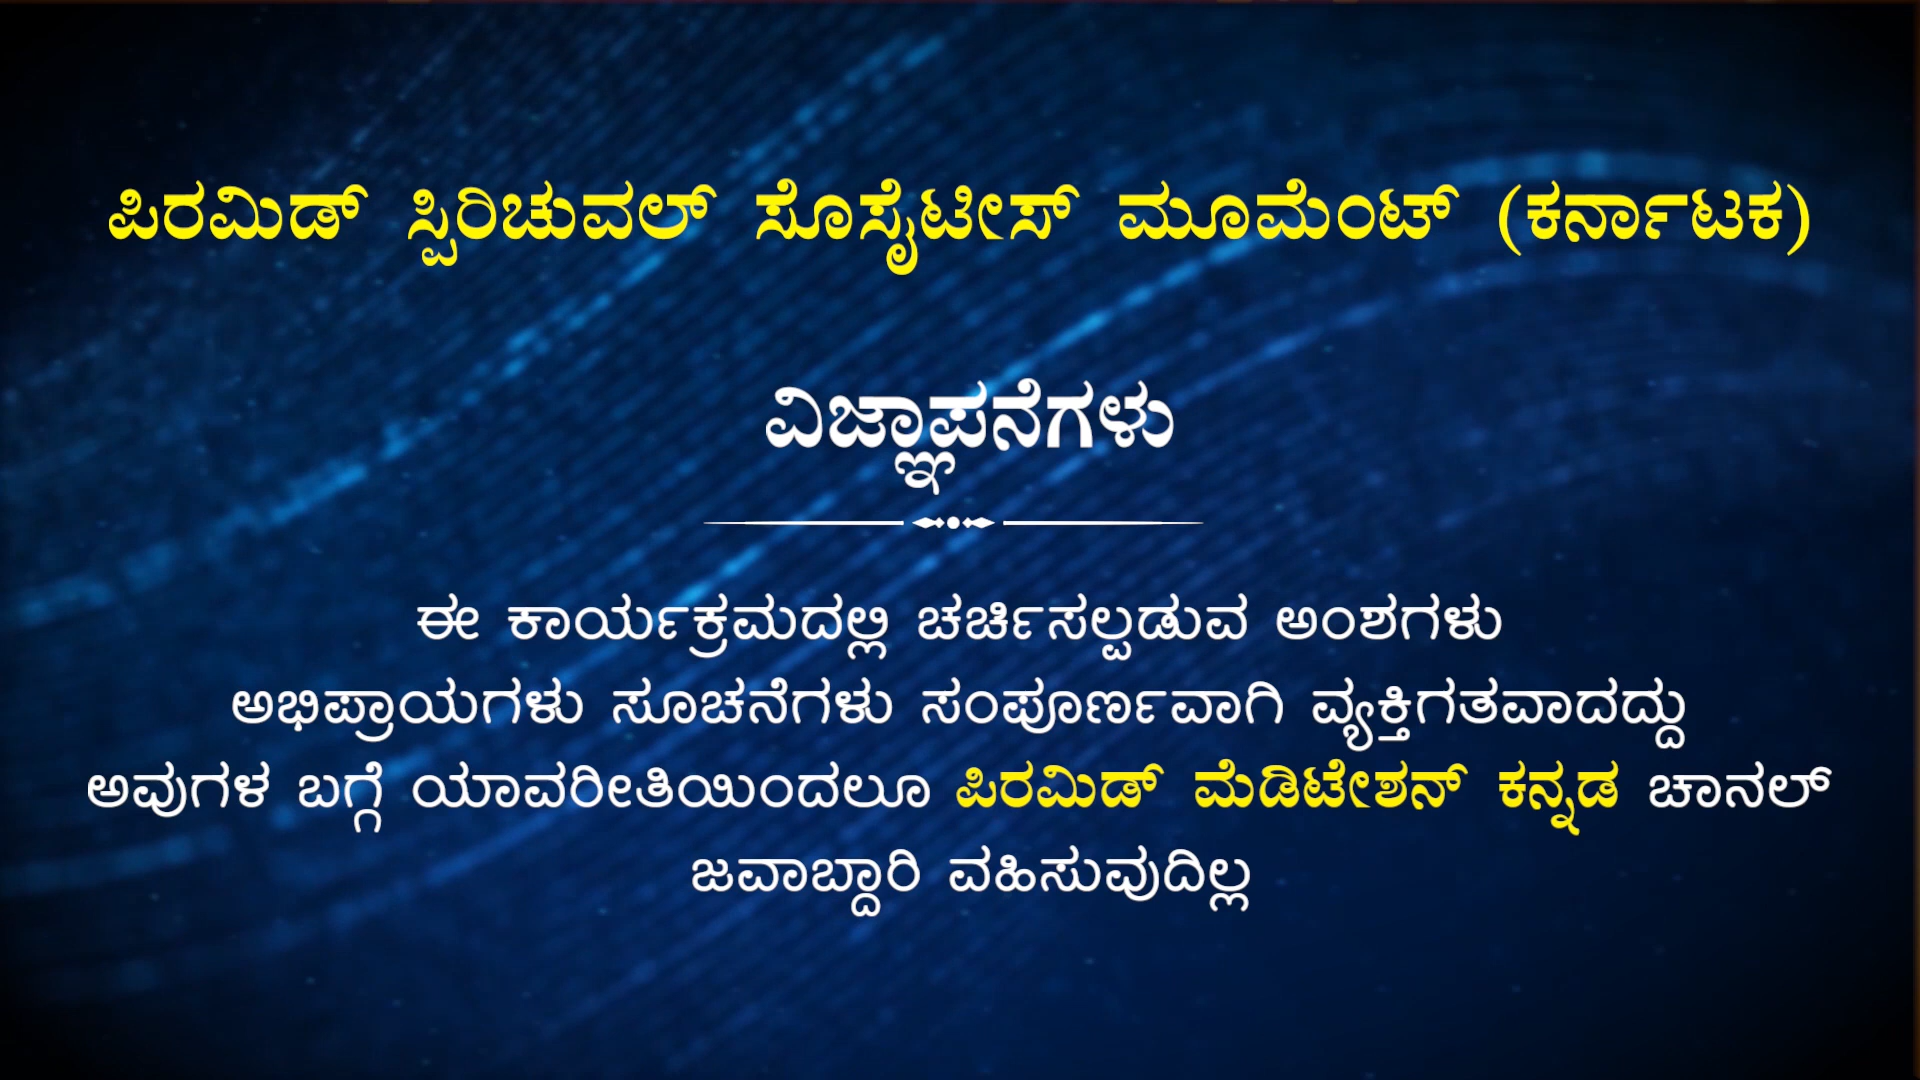 ಪಿರಮಿಡ್ ಸ್ಪಿರಿಚುವಲ್ ಸೊಸೈಟೀಸ್ ಮೂಮೆಂಟ್ (ಕರ್ನಾಟಕ)
ವಿಜ್ಞಾಪನೆಗಳು
ಈ ಕಾರ್ಯಕ್ರಮದಲ್ಲಿ ಚರ್ಚಿಸಲ್ಪಡುವ ಅಂಶಗಳು
ಅಭಿಪ್ರಾಯಗಳು ಸೂಚನೆಗಳು ಸಂಪೂರ್ಣವಾಗಿ ವ್ಯಕ್ತಿಗತವಾದದ್ದು
ಅವುಗಳ ಬಗ್ಗೆ ಯಾವರೀತಿಯಿಂದಲೂ ಪಿರಮಿಡ್ ಮೆಡಿಟೇಶನ್ ಕನ್ನಡ ಚಾನಲ್
ಜವಾಬ್ದಾರಿ ವಹಿಸುವುದಿಲ್ಲ